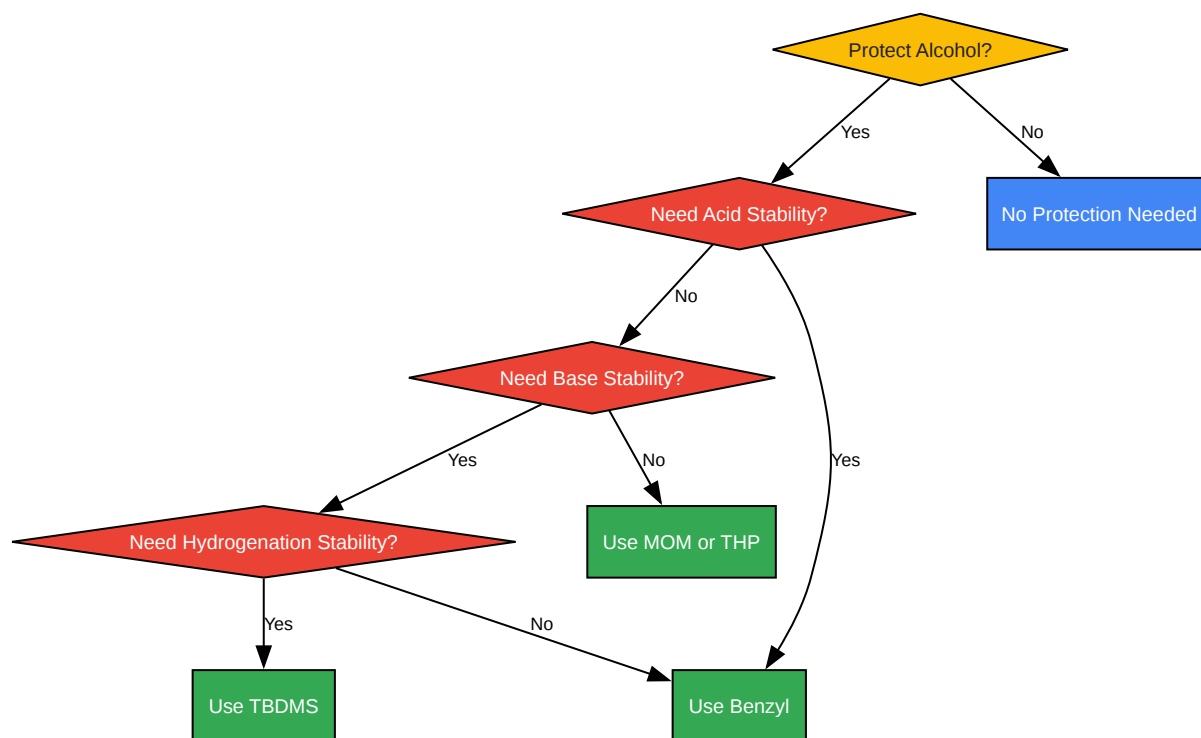 Protect Alcohol?
Yes
No
Need Acid Stability?
No Protection Needed
No
Need Base Stability?
Yes
No
Yes
Need Hydrogenation Stability?
Use MOM or THP
Yes
No
Use TBDMS
Use Benzyl